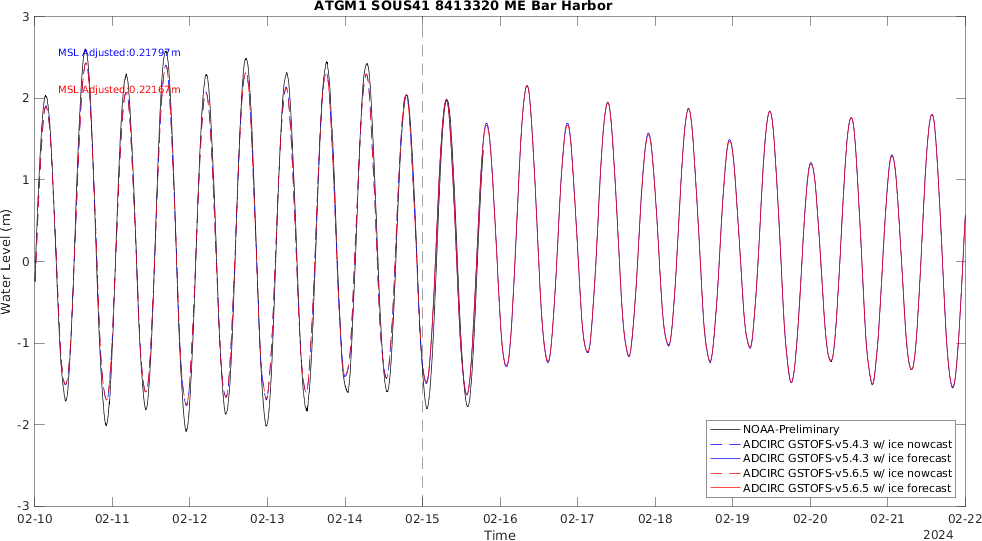 ATGM1 SOUS41 8413320 ME Bar Harbor
3
MSL Adjusted:0.21797m
MSL Adjusted:0.22167m
2
1
0
-1
-2
-3
Water Level (m)
NOAA-Preliminary
ADCIRC GSTOFS-v5.4.3 w/ ice nowcast
ADCIRC GSTOFS-v5.4.3 w/ ice forecast
ADCIRC GSTOFS-v5.6.5 w/ ice nowcast
ADCIRC GSTOFS-v5.6.5 w/ ice forecast
02-10 02-11 02-12 02-13 02-14 02-15 02-16 02-17 02-18 02-19 02-20 02-21 02-22
Time
2024